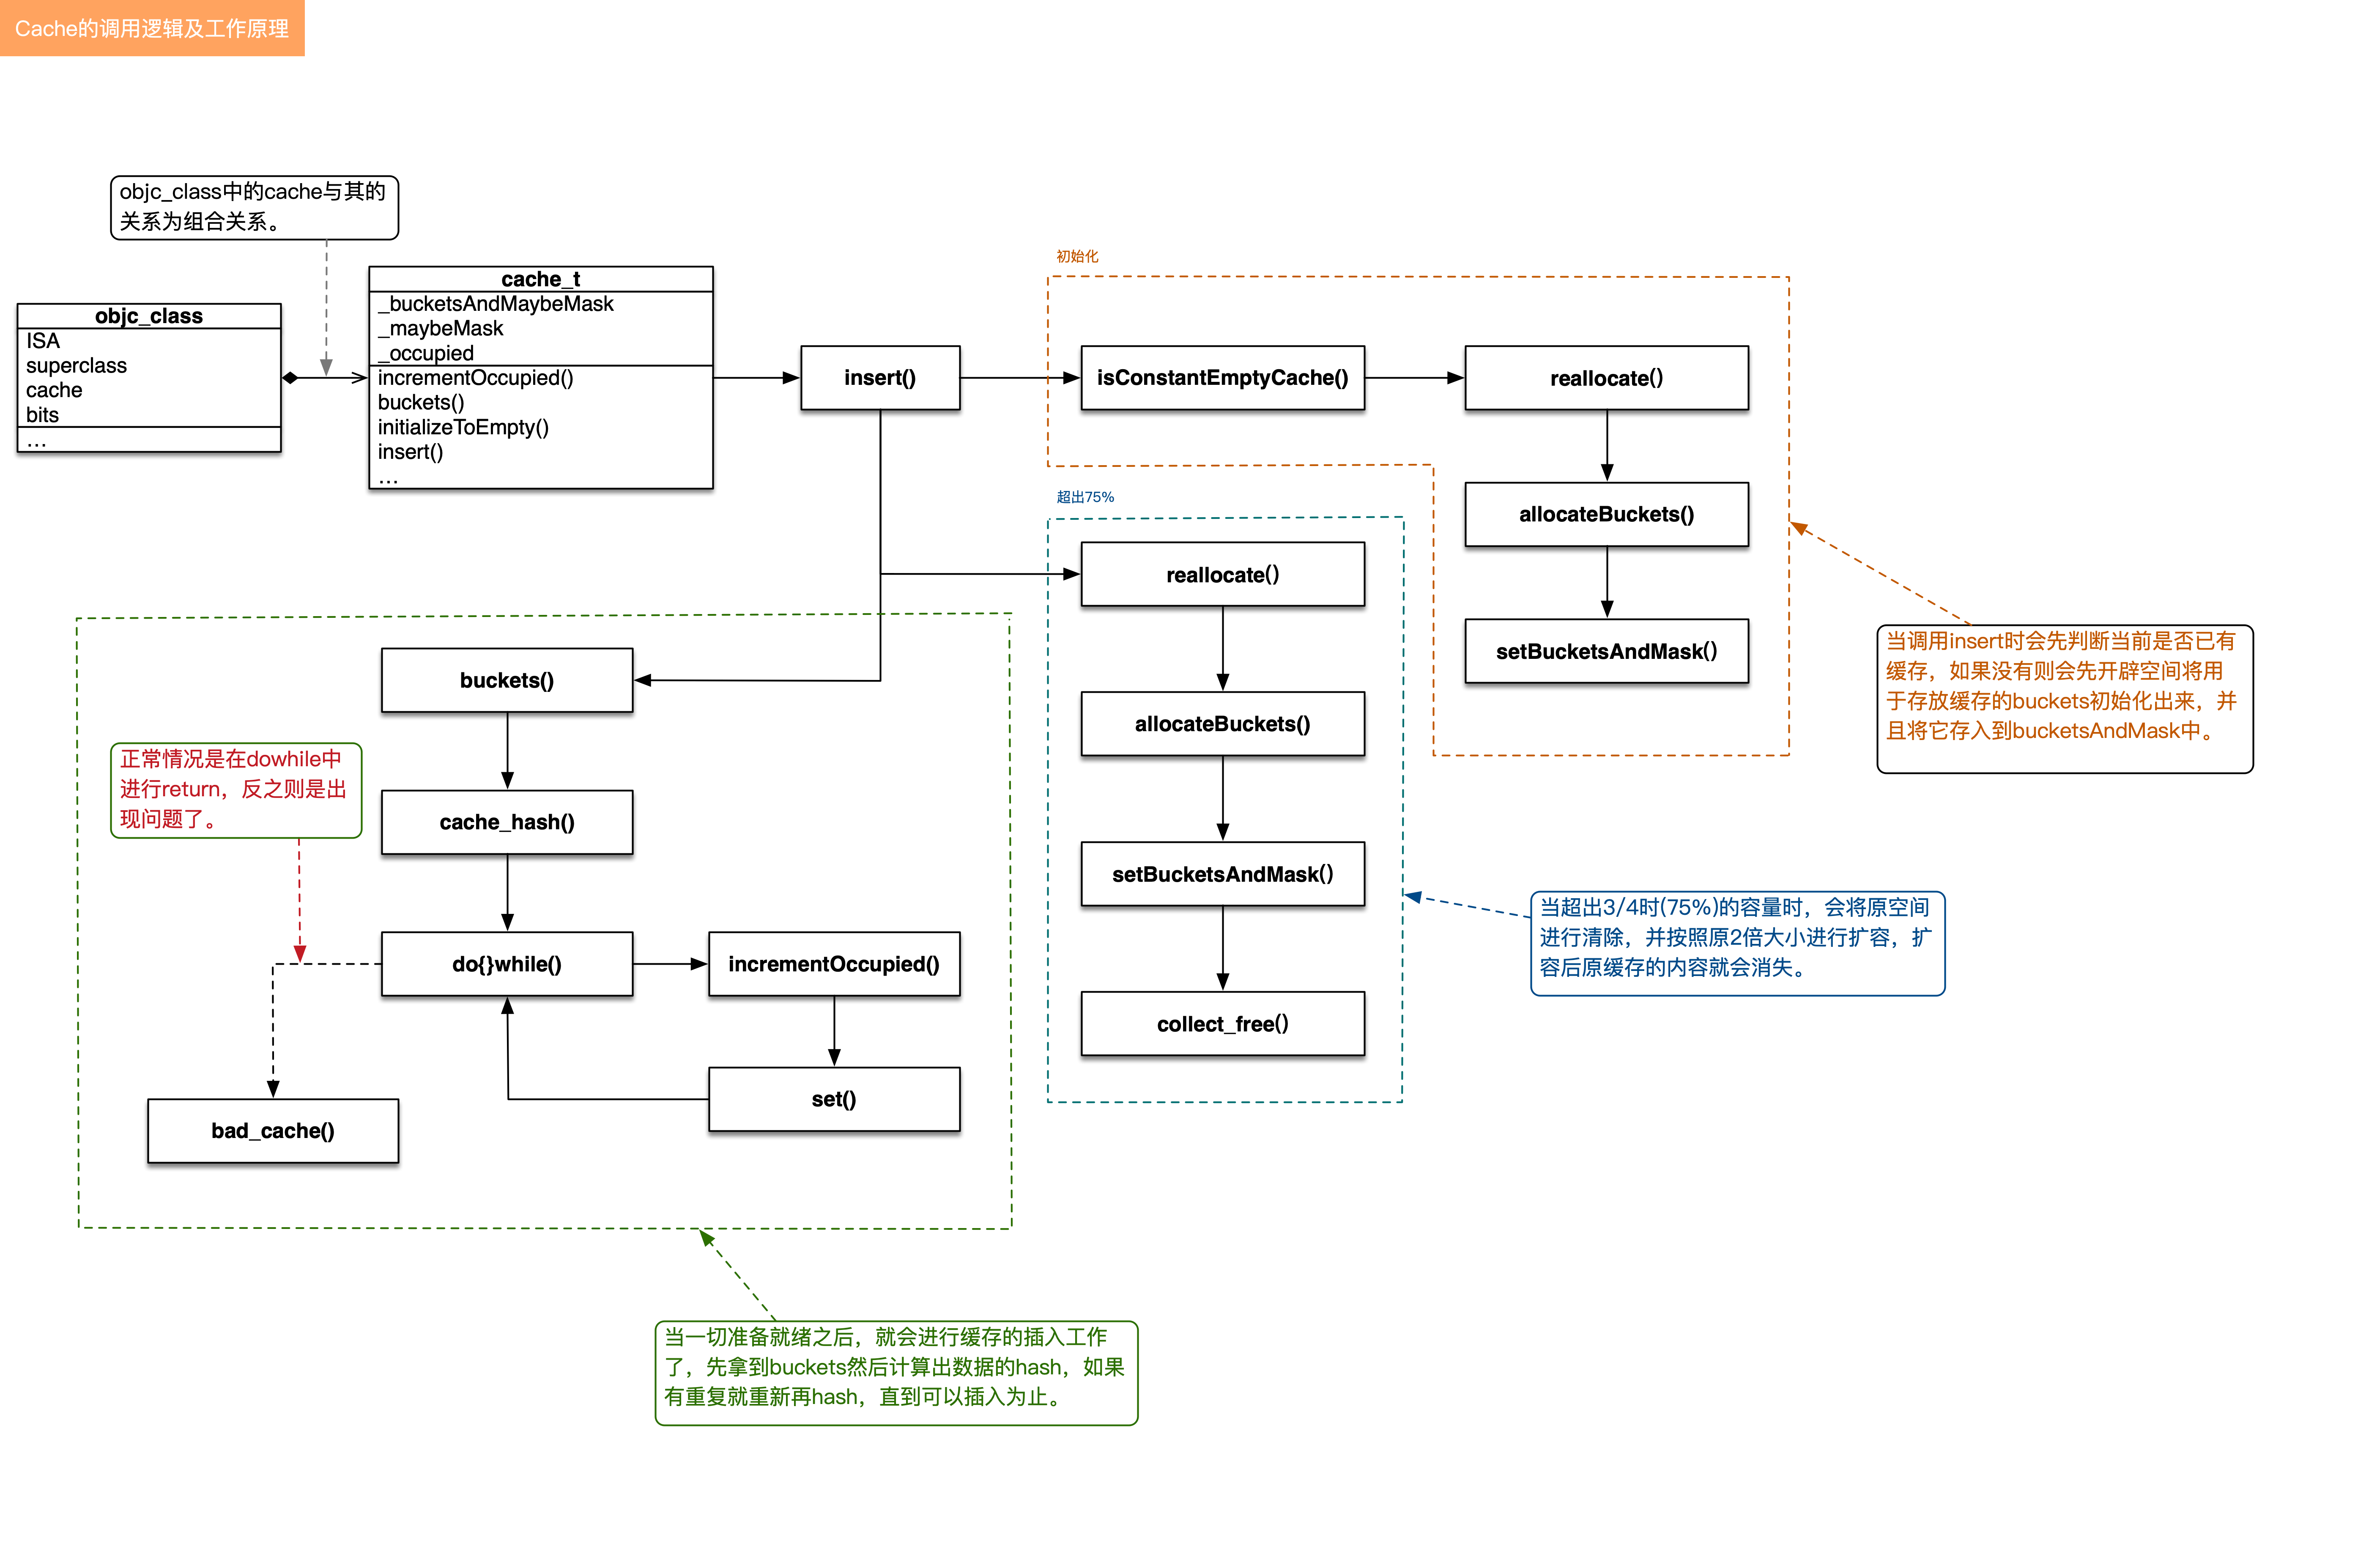 Cache的调用逻辑及工作原理
objc_class中的cache与其的
关系为组合关系。
objc_class
ISA
superclass
cache
bits
...
cache_t
_bucketsAndMaybeMask
_maybeMask
_occupied
incrementOccupied()
buckets()
initializeToEmpty()
insert()
...
insert()
初始化
isConstantEmptyCache()
reallocate()
allocateBuckets()
setBucketsAndMask()
当调用insert时会先判断当前是否已有
缓存，如果没有则会先开辟空间将用
于存放缓存的buckets初始化出来，并
且将它存入到bucketsAndMask中。
超出75%
reallocate()
allocateBuckets()
setBucketsAndMask()
collect_free()
当超出3/4时(75%)的容量时，会将原空间
进行清除，并按照原2倍大小进行扩容，扩
容后原缓存的内容就会消失。
buckets()
cache_hash()
do{}while()
incrementOccupied()
set()
bad_cache()
正常情况是在dowhile中
进行return，反之则是出
现问题了。
当一切准备就绪之后，就会进行缓存的插入工作
了，先拿到buckets然后计算出数据的hash，如果
有重复就重新再hash，直到可以插入为止。